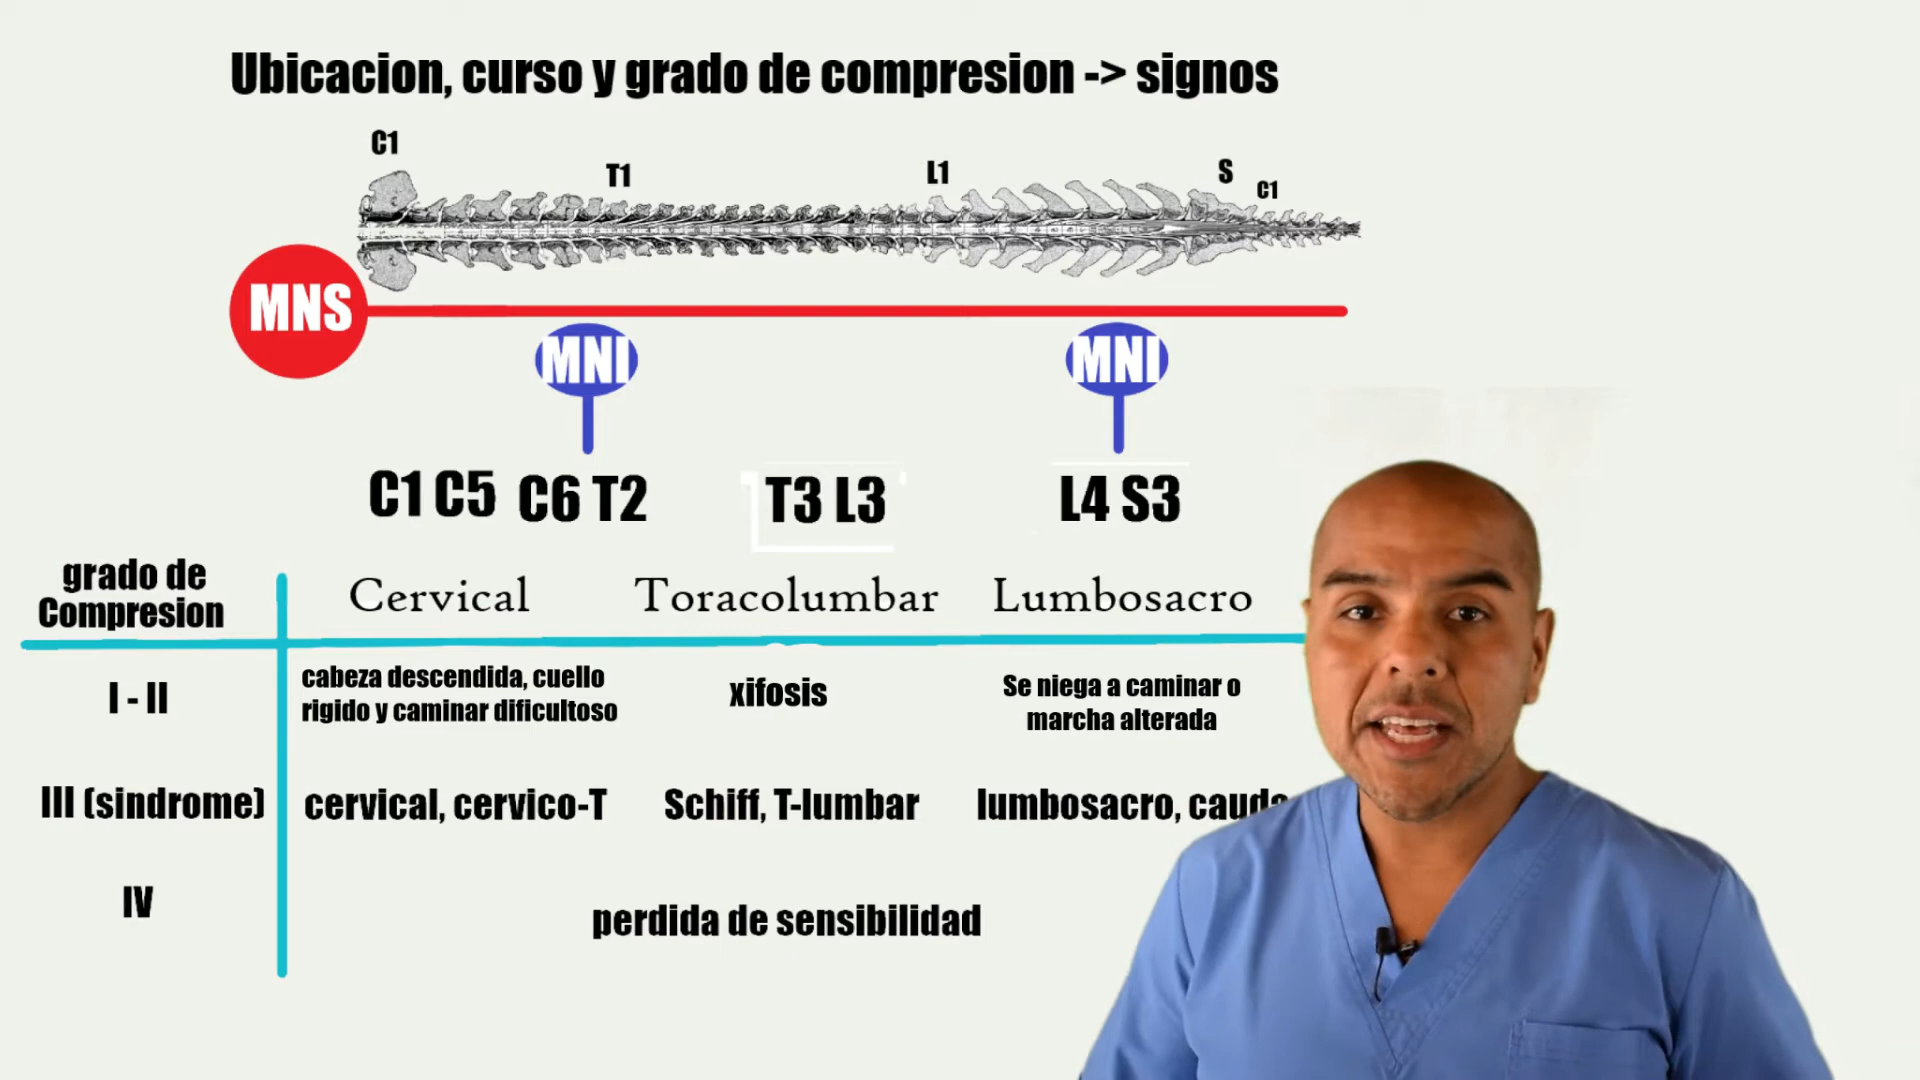 Ubicacion, curso y grado de compresion -> signos
C1
T1
L1
S
C1
MNS
MNI
MNI
C1 C5
C6 T2
T3 L3
L4 S3
grado de
Compresion
Cervical
Toracolumbar
Lumbosacro
I - II
cabeza descendida, cuello
rigido y caminar dificultoso
xifosis
Se niega a caminar o
marcha alterada
III (sindrome)
cervical, cervico-T
Schiff, T-lumbar
lumbosacro,
IV
perdida de sensibilidad